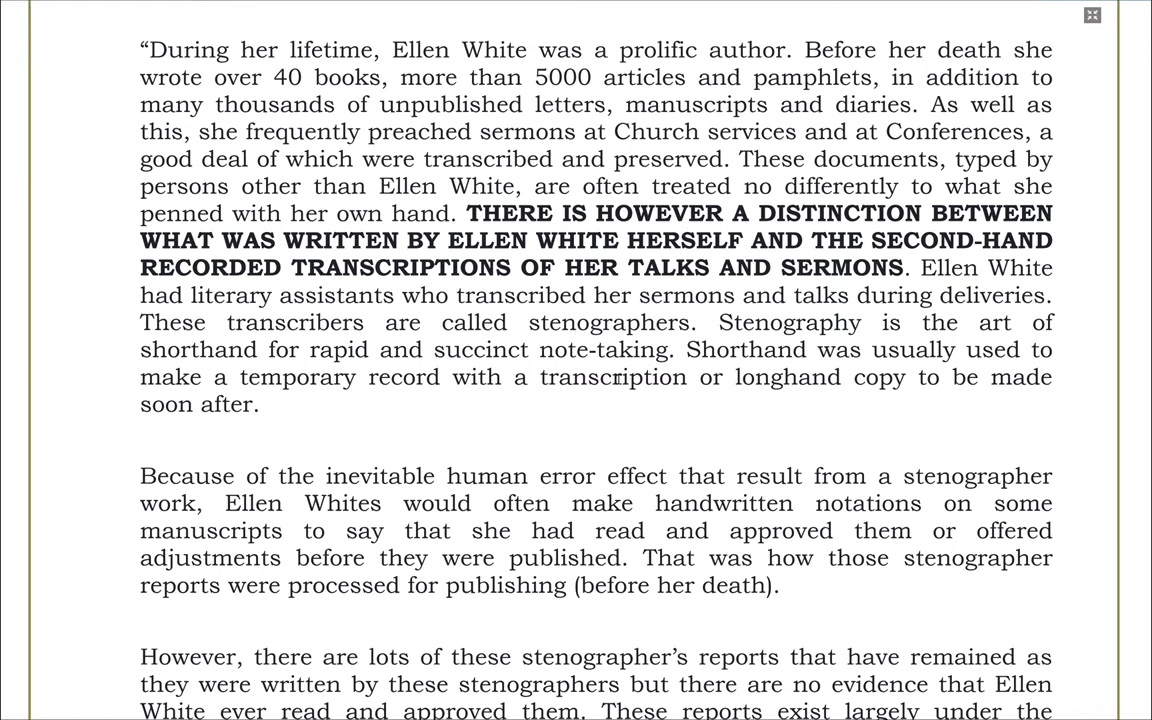 “During her lifetime, Ellen White was a prolific author. Before her death she
wrote over 40 books, more than 5000 articles and pamphlets, in addition to
many thousands of unpublished letters, manuscripts and diaries. As well as
this, she frequently preached sermons at Church services and at Conferences, a
good deal of which were transcribed and preserved. These documents, typed by
persons other than Ellen White, are often treated no differently to what she
penned with her own hand. THERE IS HOWEVER A DISTINCTION BETWEEN
WHAT WAS WRITTEN BY ELLEN WHITE HERSELF AND THE SECOND-HAND
RECORDED TRANSCRIPTIONS OF HER TALKS AND SERMONS. Ellen White
had literary assistants who transcribed her sermons and talks during deliveries.
These transcribers are called stenographers. Stenography is the art of
shorthand for rapid and succinct note-taking. Shorthand was usually used to
make a temporary record with a transcription or longhand copy to be made
soon after.
Because of the inevitable human error effect that result from a stenographer
work, Ellen Whites would often make handwritten notations on some
manuscripts to say that she had read and approved them or offered
adjustments before they were published. That was how those stenographer
reports were processed for publishing (before her death).
However, there are lots of these stenographer’s reports that have remained as
they were written by these stenographers but there are no evidence that Ellen
White ever read and approved them. These reports exist largely under the